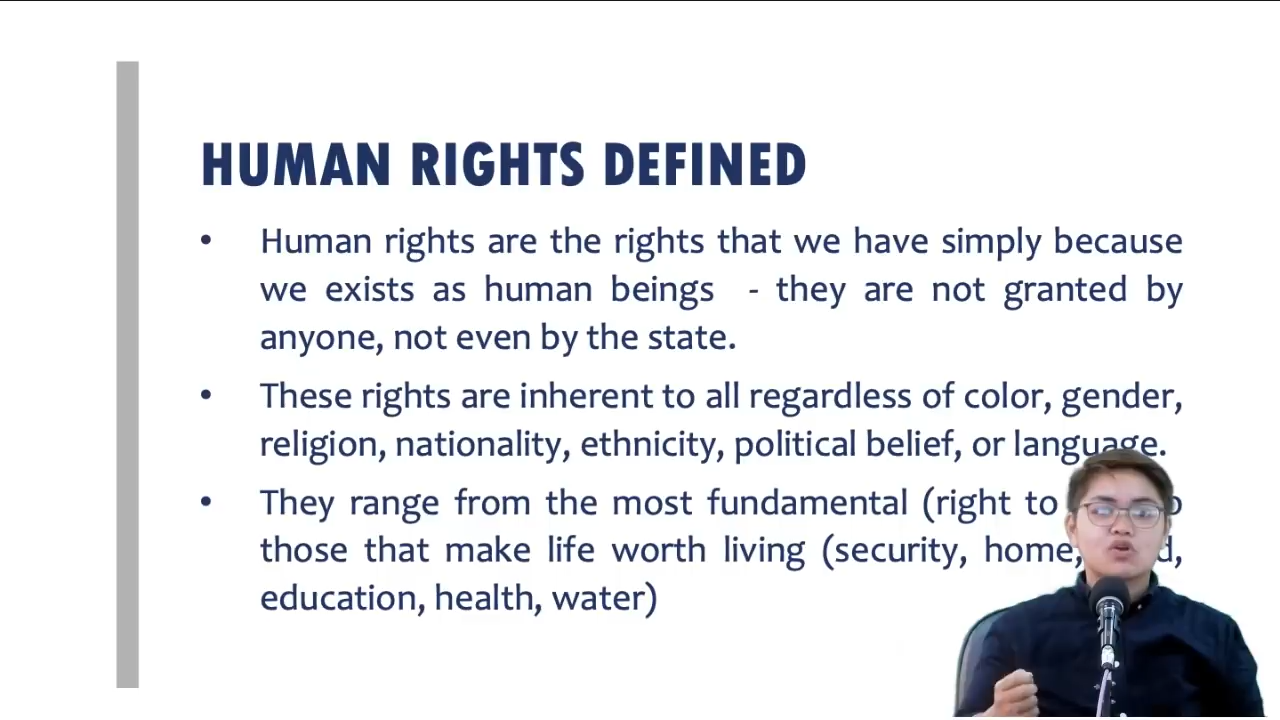 HUMAN RIGHTS DEFINED
• Human rights are the rights that we have simply because
we exists as human beings - they are not granted by
anyone, not even by the state.
• These rights are inherent to all regardless of color, gender,
religion, nationality, ethnicity, political belief, or language.
• They range from the most fundamental (right to
those that make life worth living (security, home,
education, health, water)